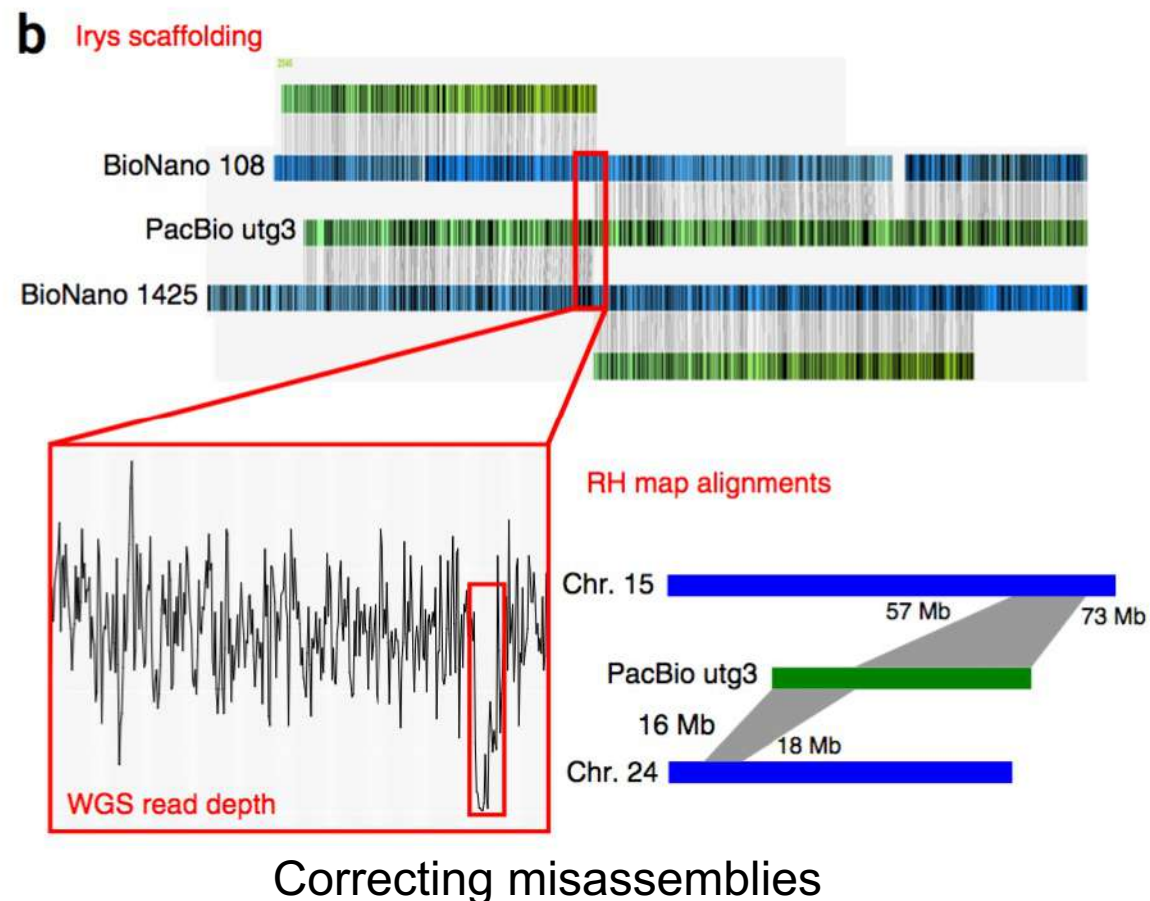 b Irys scaffolding
BioNano 108
PacBio utg3
BioNano 1425
RH map alignments
Chr. 15
57 Mb
73 Mb
PacBio utg3
16 Mb
18 Mb
Chr. 24
WGS read depth
Correcting misassemblies